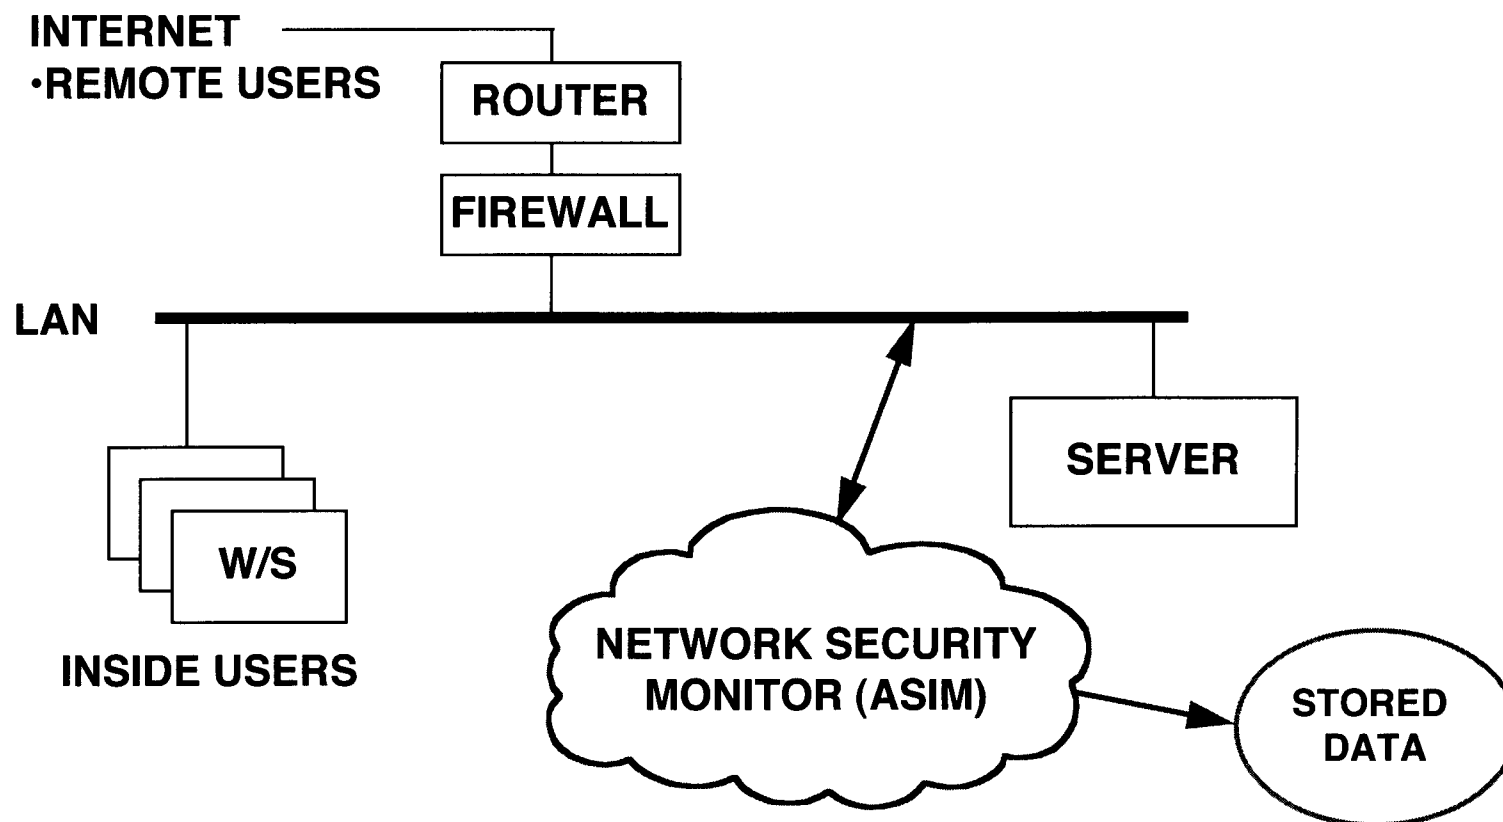 INTERNET
•REMOTE USERS
ROUTER
FIREWALL
LAN
SERVER
W/S
INSIDE USERS
NETWORK SECURITY
MONITOR (ASIM)
STORED
DATA